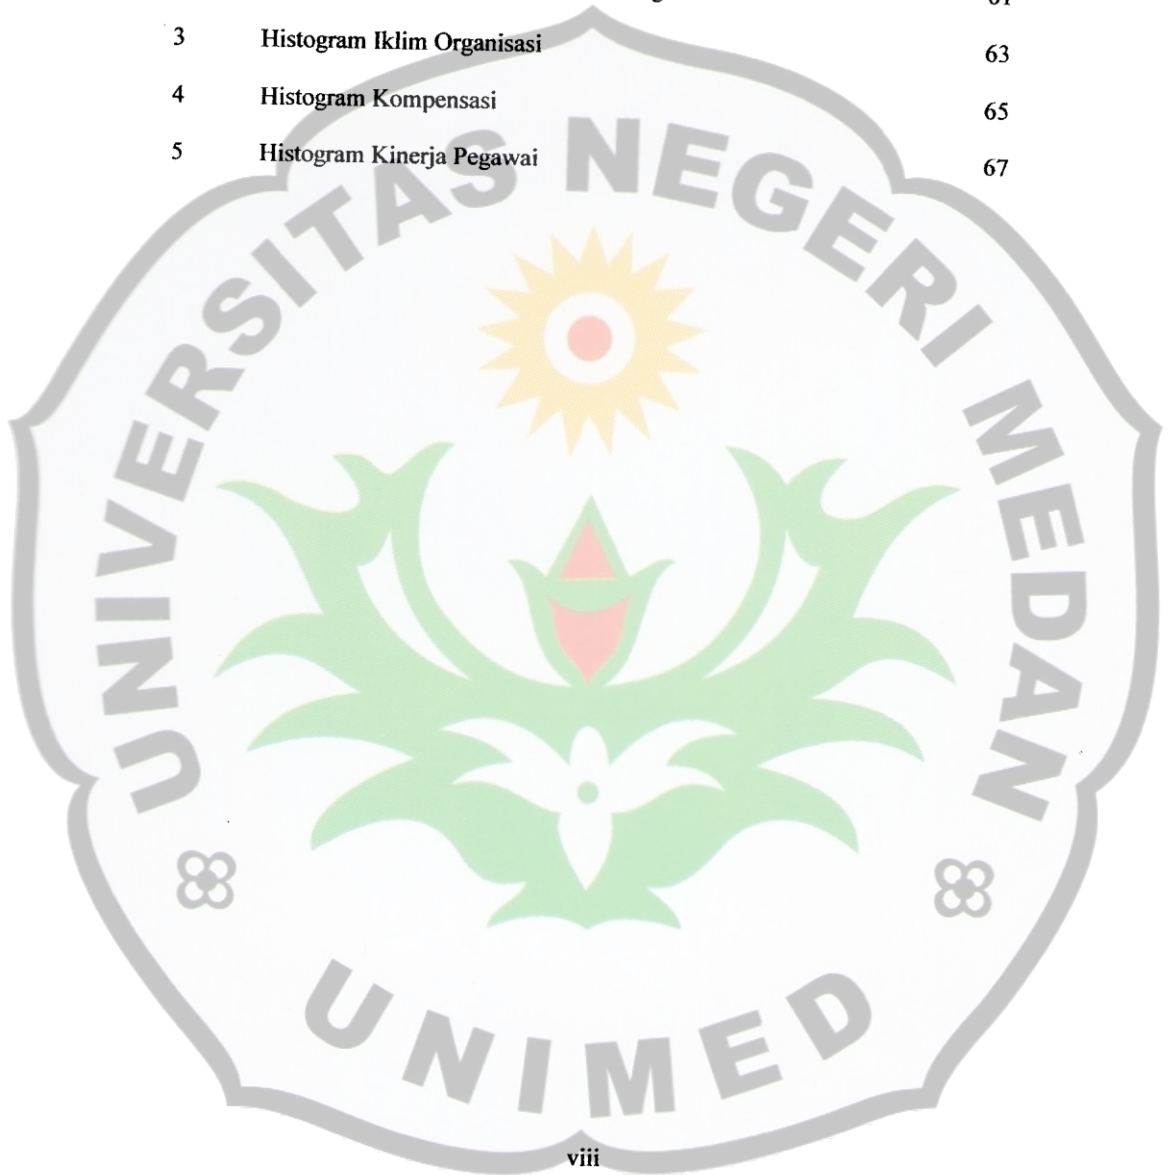 3 Histogram Iklim Organisasi 63
4 Histogram Kompensasi 65
5 Histogram Kinerja Pegawai 67
UNIVERSITAS NEGERI MEDAN
UNIMED
viii